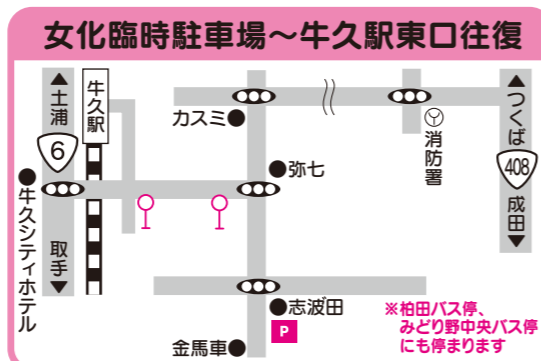 女化臨時駐車場～牛久駅東口往復
▲土浦
6
取手▼
牛久駅
●牛久シティホテル
カスミ●
●弥七
消防署
▲つくば
408
成田▼
●志波田
P
金馬車●
※柏田バス停、
みどり野中央バス停
にも停まります